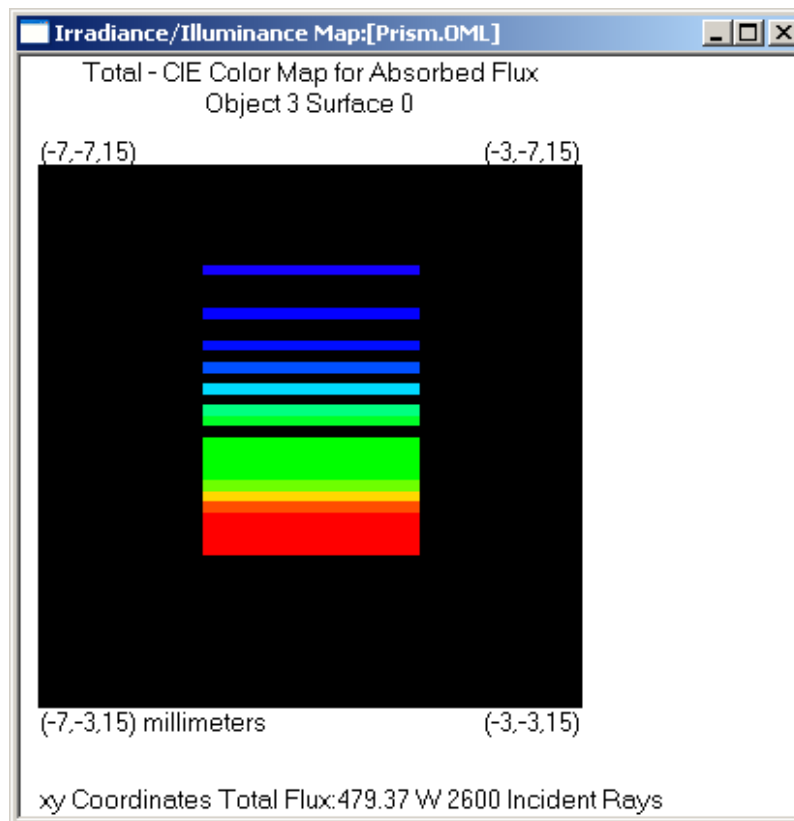 Irradiance/Illuminance Map:[Prism.OML]
Total - CIE Color Map for Absorbed Flux
Object 3 Surface 0
(-7,-7,15) (-3,-7,15)
(-7,-3,15) millimeters (-3,-3,15)
xy Coordinates Total Flux:479.37 W 2600 Incident Rays